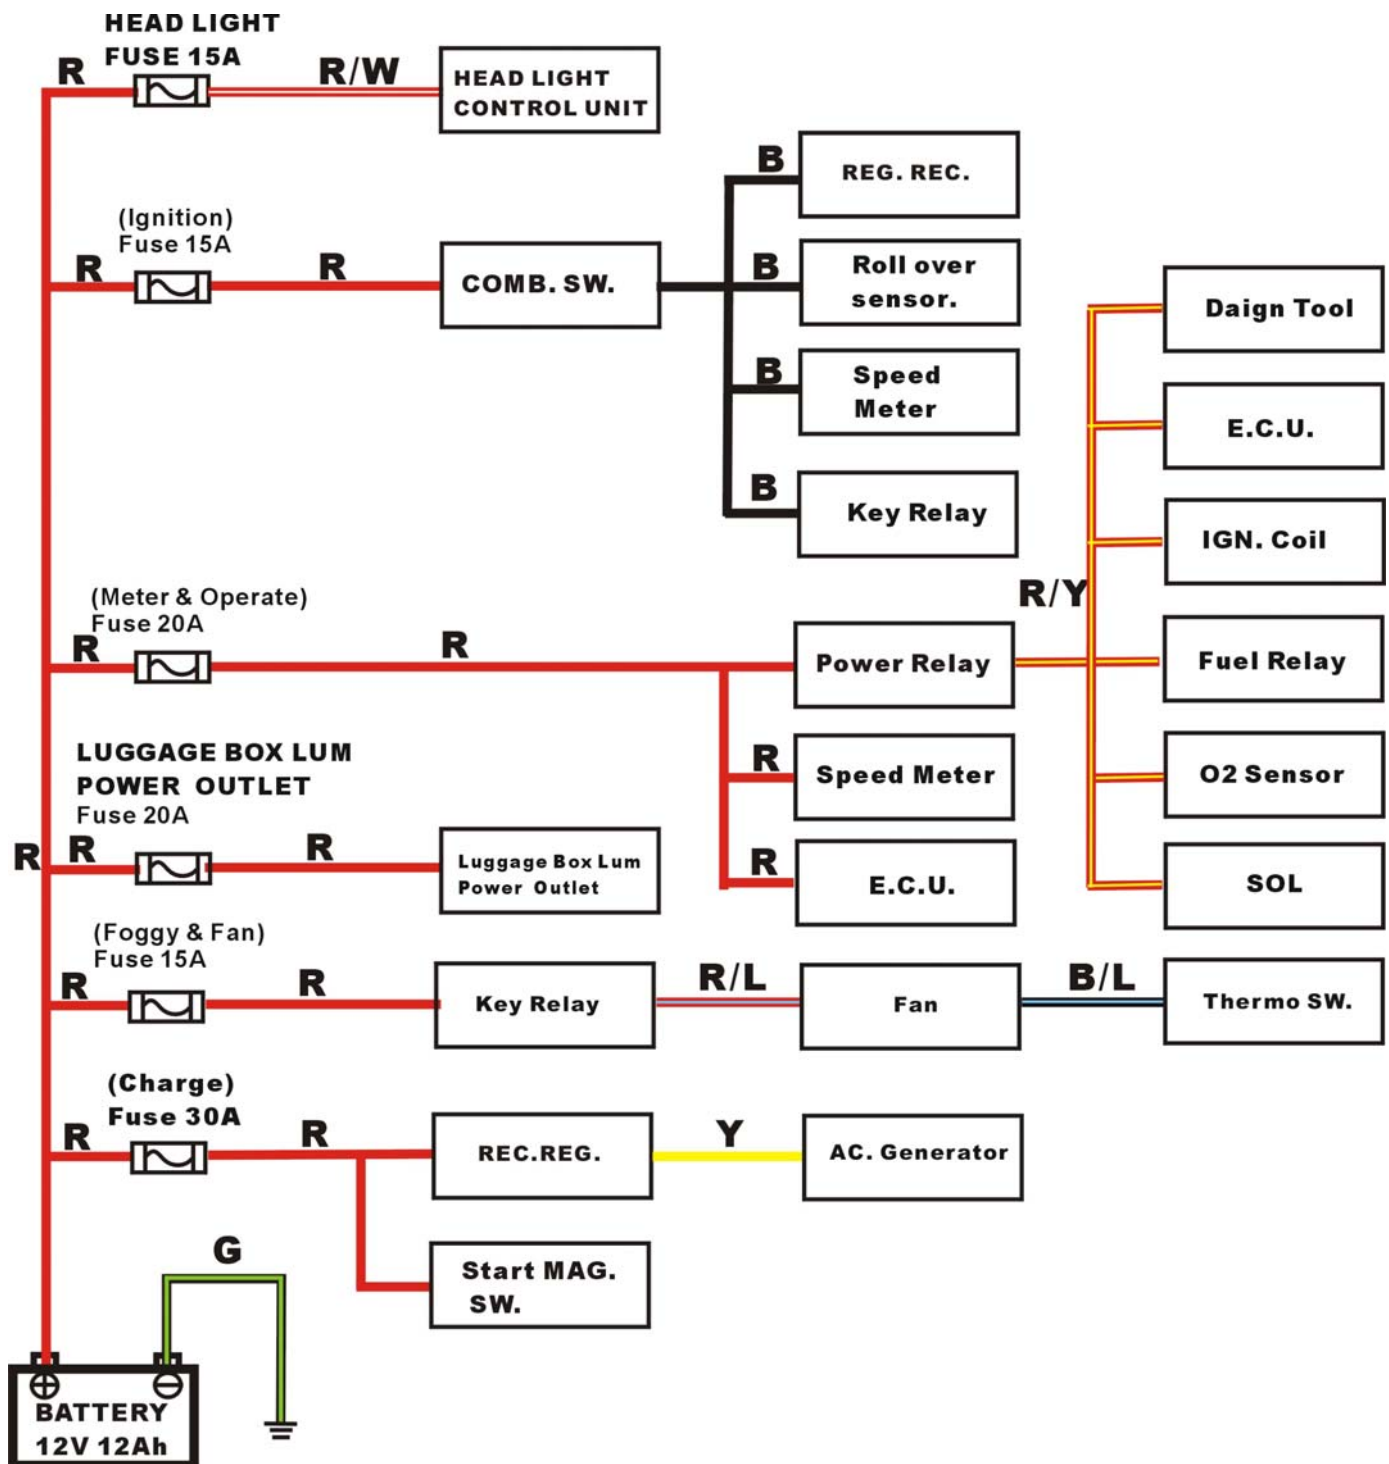 HEAD LIGHT
FUSE 15A
R
R/W
HEAD LIGHT
CONTROL UNIT
B
REG. REC.
(Ignition)
Fuse 15A
R
R
COMB. SW.
B
Roll over
sensor.
Daign Tool
B
Speed
Meter
E.C.U.
B
Key Relay
IGN. Coil
(Meter & Operate)
Fuse 20A
R
R
Power Relay
R/Y
Fuel Relay
R
Speed Meter
O2 Sensor
LUGGAGE BOX LUM
POWER OUTLET
Fuse 20A
R
R
R
Luggage Box Lum
Power Outlet
R
E.C.U.
SOL
(Foggy & Fan)
Fuse 15A
R
R
Key Relay
R/L
Fan
B/L
Thermo SW.
(Charge)
Fuse 30A
R
R
REC.REG.
Y
AC. Generator
Start MAG.
SW.
G
BATTERY
12V 12Ah